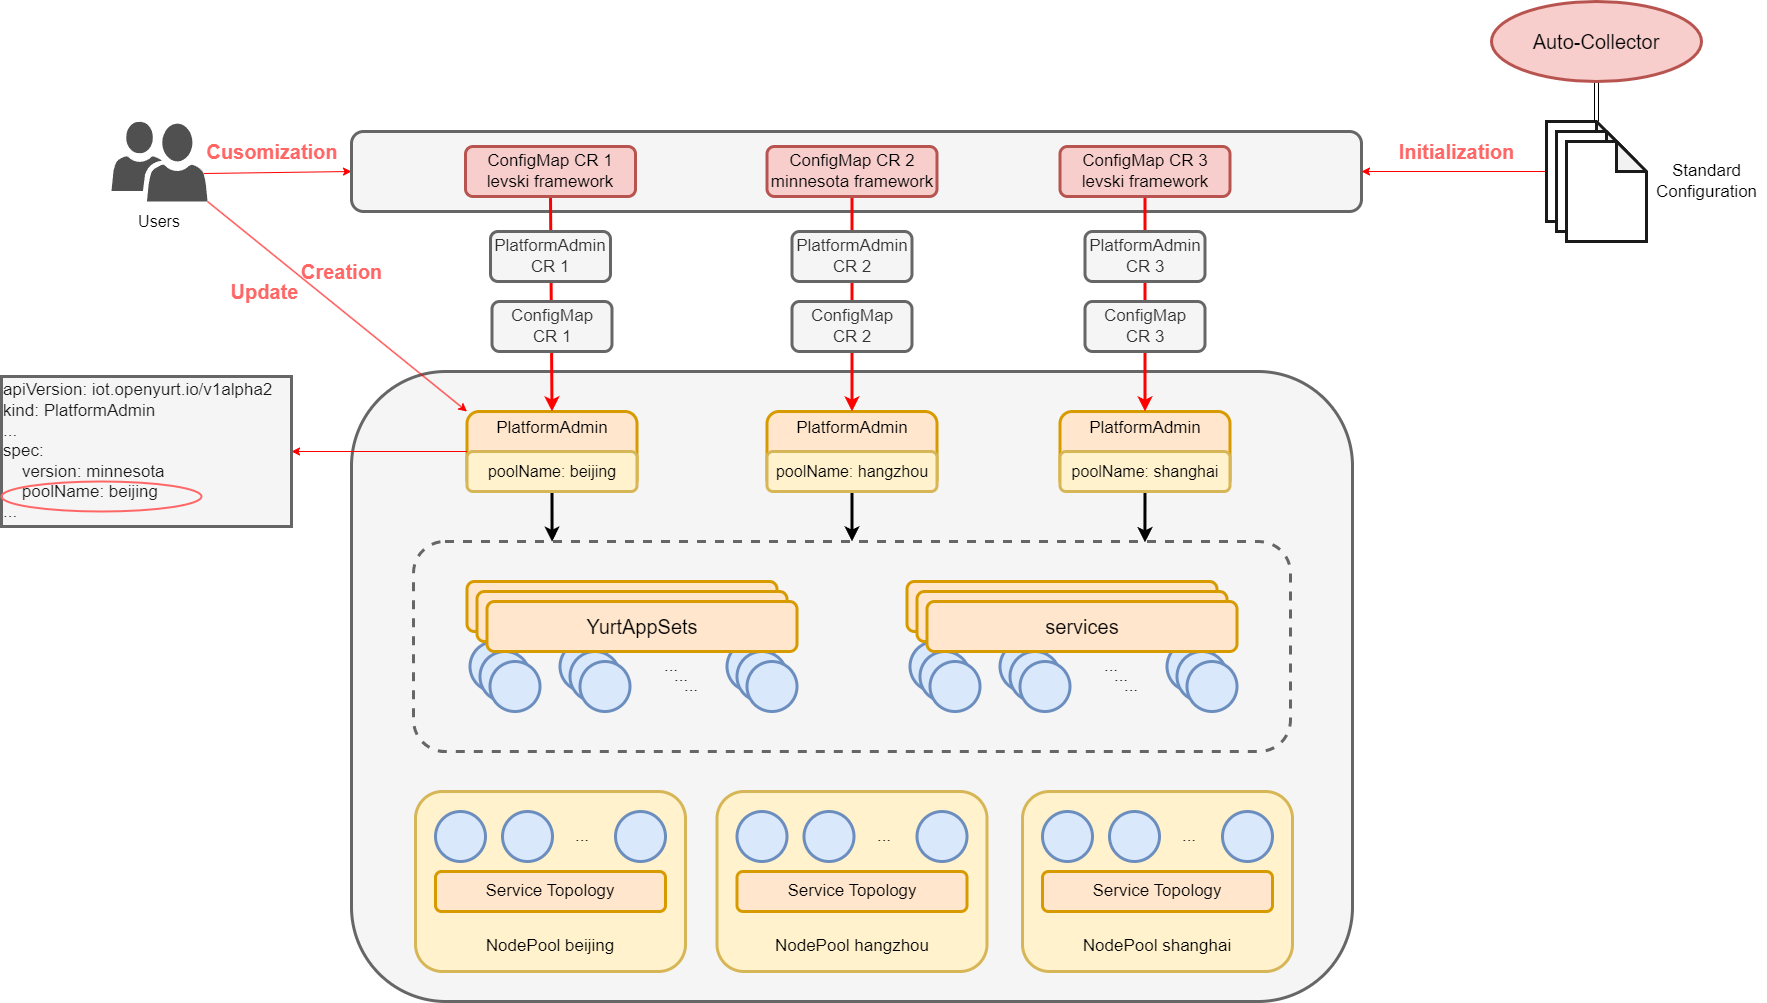 Auto-Collector
Cusomization
ConfigMap CR 1
levski framework
ConfigMap CR 2
minnesota framework
ConfigMap CR 3
levski framework
Initialization
Standard
Configuration
Users
PlatformAdmin
CR 1
PlatformAdmin
CR 2
PlatformAdmin
CR 3
Creation
Update
ConfigMap
CR 1
ConfigMap
CR 2
ConfigMap
CR 3
apiVersion: iot.openyurt.io/v1alpha2
kind: PlatformAdmin
...
spec:
version: minnesota
poolName: beijing
...
PlatformAdmin
poolName: beijing
PlatformAdmin
poolName: hangzhou
PlatformAdmin
poolName: shanghai
YurtAppSets
...
...
...
services
...
...
...
...
Service Topology
NodePool beijing
...
Service Topology
NodePool hangzhou
...
Service Topology
NodePool shanghai